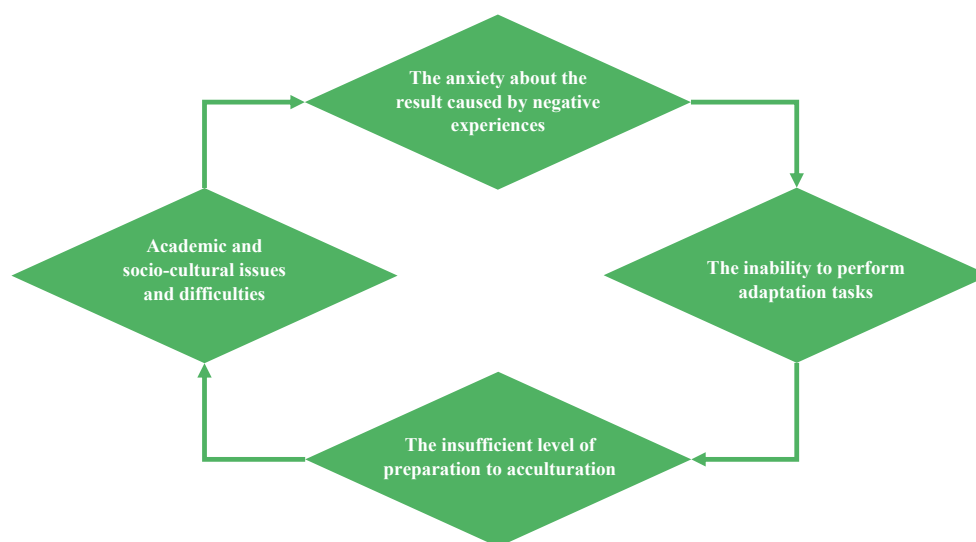 The anxiety about the
result caused by negative
experiences
Academic and
socio-cultural issues
and difficulties
The inability to perform
adaptation tasks
The insufficient level of
preparation to acculturation